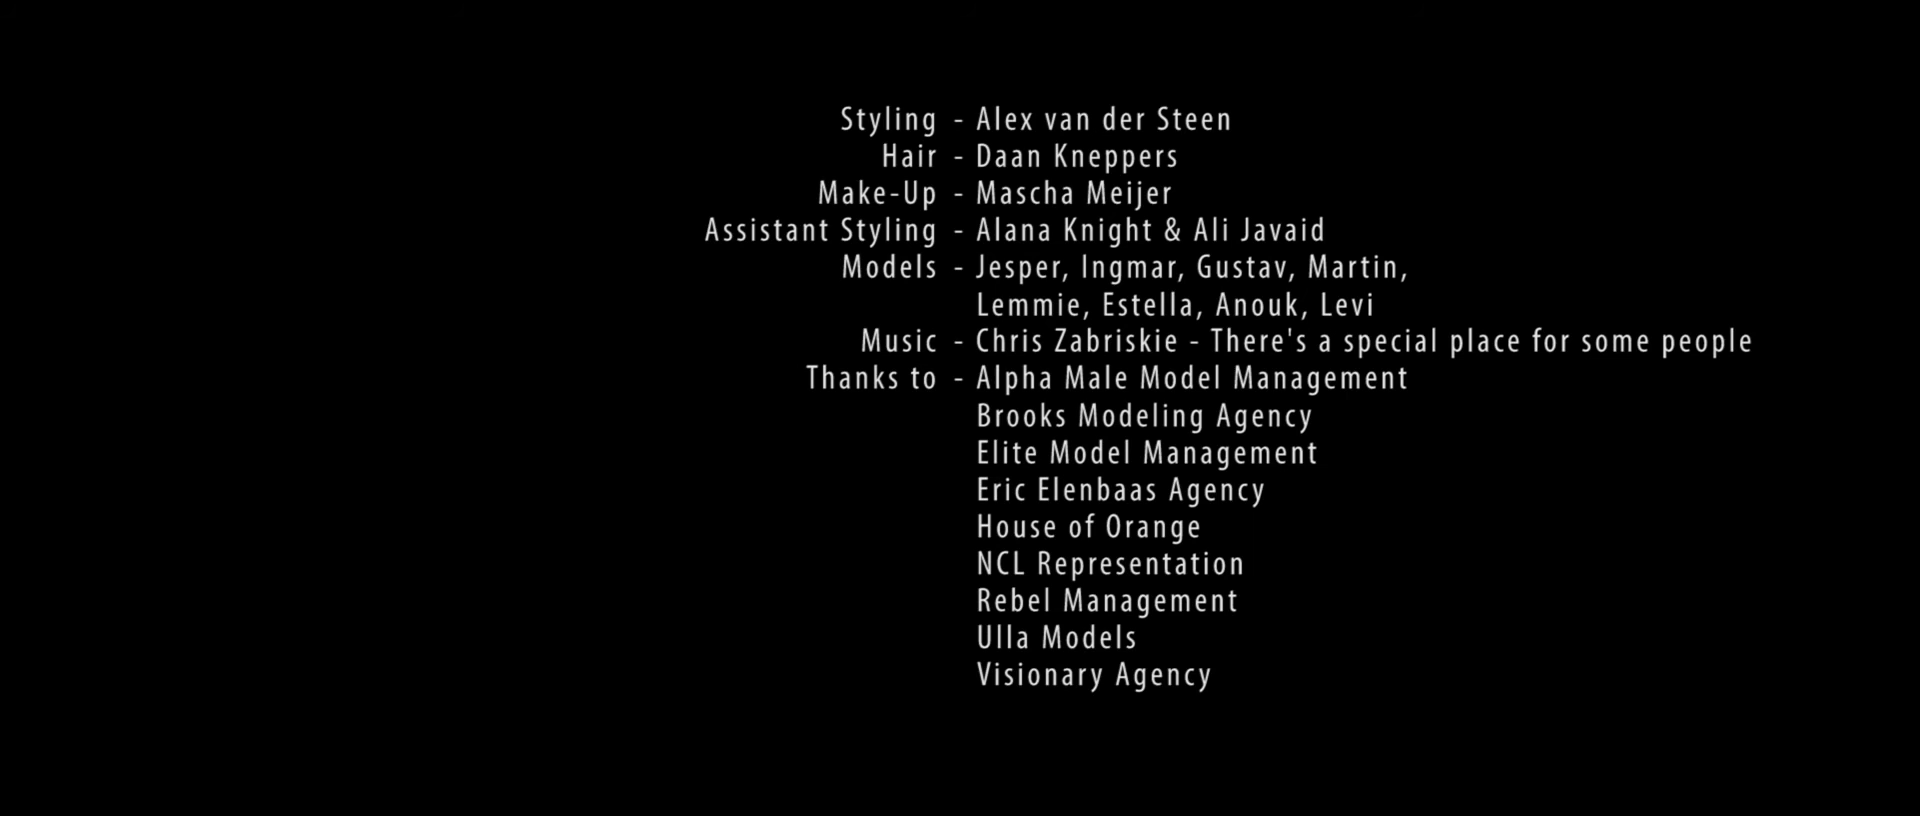 Styling - Alex van der Steen
Hair - Daan Kneppers
Make-Up - Mascha Meijer
Assistant Styling - Alana Knight & Ali Javaid
Models - Jesper, Ingmar, Gustav, Martin,
Lemmie, Estella, Anouk, Levi
Music - Chris Zabriskie - There's a special place for some people
Thanks to - Alpha Male Model Management
Brooks Modeling Agency
Elite Model Management
Eric Elenbaas Agency
House of Orange
NCL Representation
Rebel Management
Ulla Models
Visionary Agency